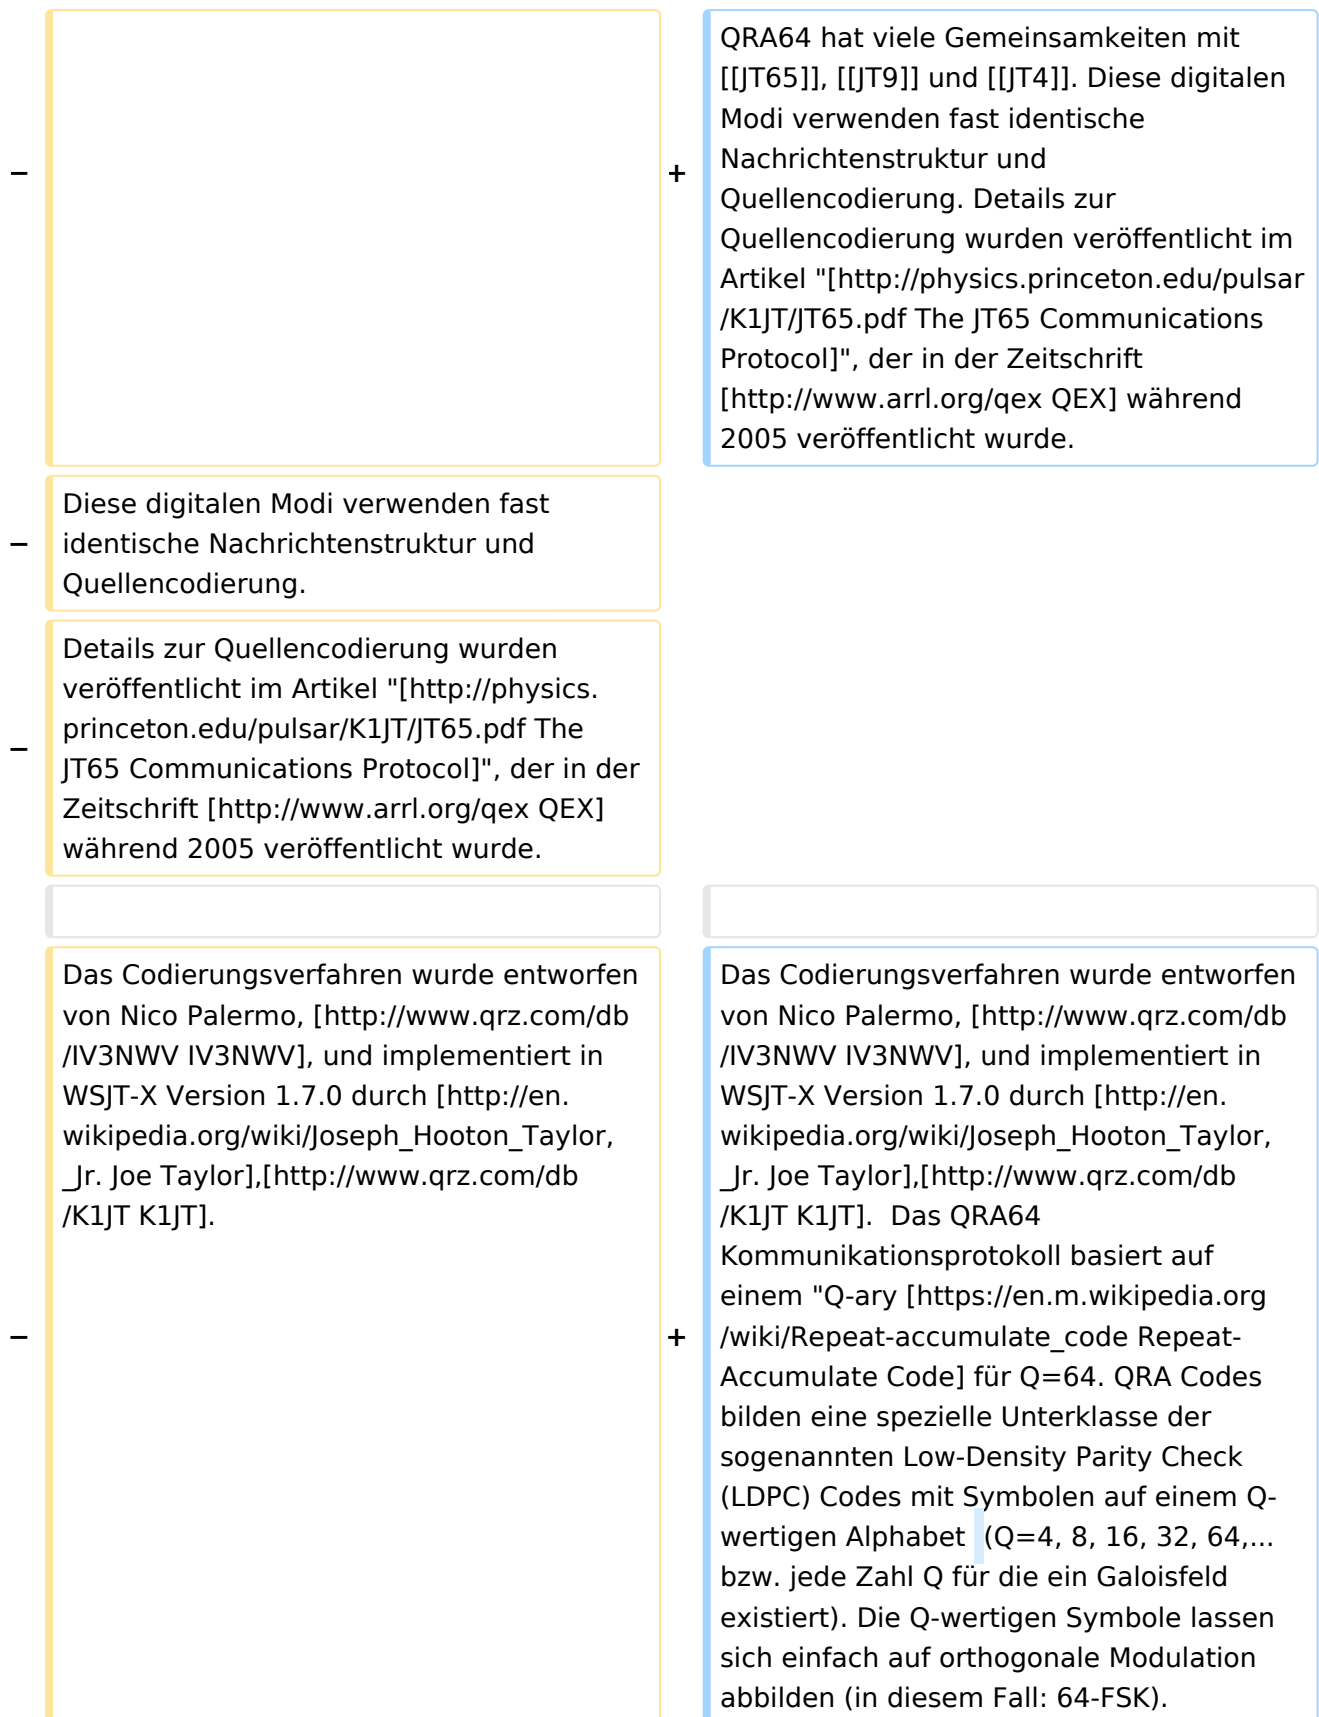 QRA64 hat viele Gemeinsamkeiten mit
[[JT65]], [[JT9]] und [[JT4]]. Diese digitalen
Modi verwenden fast identische
− + Nachrichtenstruktur und
Quellencodierung. Details zur
Quellencodierung wurden veröffentlicht im
Artikel "[http://physics.princeton.edu/pulsar
/K1JT/JT65.pdf The JT65 Communications
Protocol]", der in der Zeitschrift
[http://www.arrl.org/qex QEX] während
2005 veröffentlicht wurde.
Diese digitalen Modi verwenden fast
− identische Nachrichtenstruktur und
Quellencodierung.
Details zur Quellencodierung wurden
veröffentlicht im Artikel "[http://physics.
princeton.edu/pulsar/K1JT/JT65.pdf The
− JT65 Communications Protocol]", der in der
Zeitschrift [http://www.arrl.org/qex QEX]
während 2005 veröffentlicht wurde.
Das Codierungsverfahren wurde entworfen
von Nico Palermo, [http://www.qrz.com/db
/IV3NWV IV3NWV], und implementiert in
WSJT-X Version 1.7.0 durch [http://en.
wikipedia.org/wiki/Joseph_Hooton_Taylor,
_Jr. Joe Taylor],[http://www.qrz.com/db
/K1JT K1JT].
−
Das Codierungsverfahren wurde entworfen
von Nico Palermo, [http://www.qrz.com/db
/IV3NWV IV3NWV], und implementiert in
WSJT-X Version 1.7.0 durch [http://en.
wikipedia.org/wiki/Joseph_Hooton_Taylor,
_Jr. Joe Taylor],[http://www.qrz.com/db
/K1JT K1JT].  Das QRA64
Kommunikationsprotokoll basiert auf
einem "Q-ary [https://en.m.wikipedia.org
+ /wiki/Repeat-accumulate_code Repeat-
Accumulate Code] für Q=64. QRA Codes
bilden eine spezielle Unterklasse der
sogenannten Low-Density Parity Check
(LDPC) Codes mit Symbolen auf einem Q-
wertigen Alphabet  (Q=4, 8, 16, 32, 64,...
bzw. jede Zahl Q für die ein Galoisfeld
existiert). Die Q-wertigen Symbole lassen
sich einfach auf orthogonale Modulation
abbilden (in diesem Fall: 64-FSK).